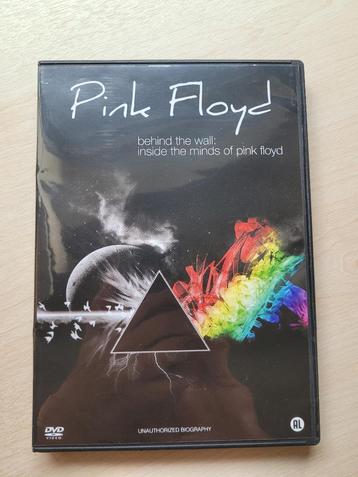 Pink Floyd
behind the wall:
inside the minds of pink floyd
DVD
VIDEO
UNAUTHORIZED BIOGRAPHY
AL